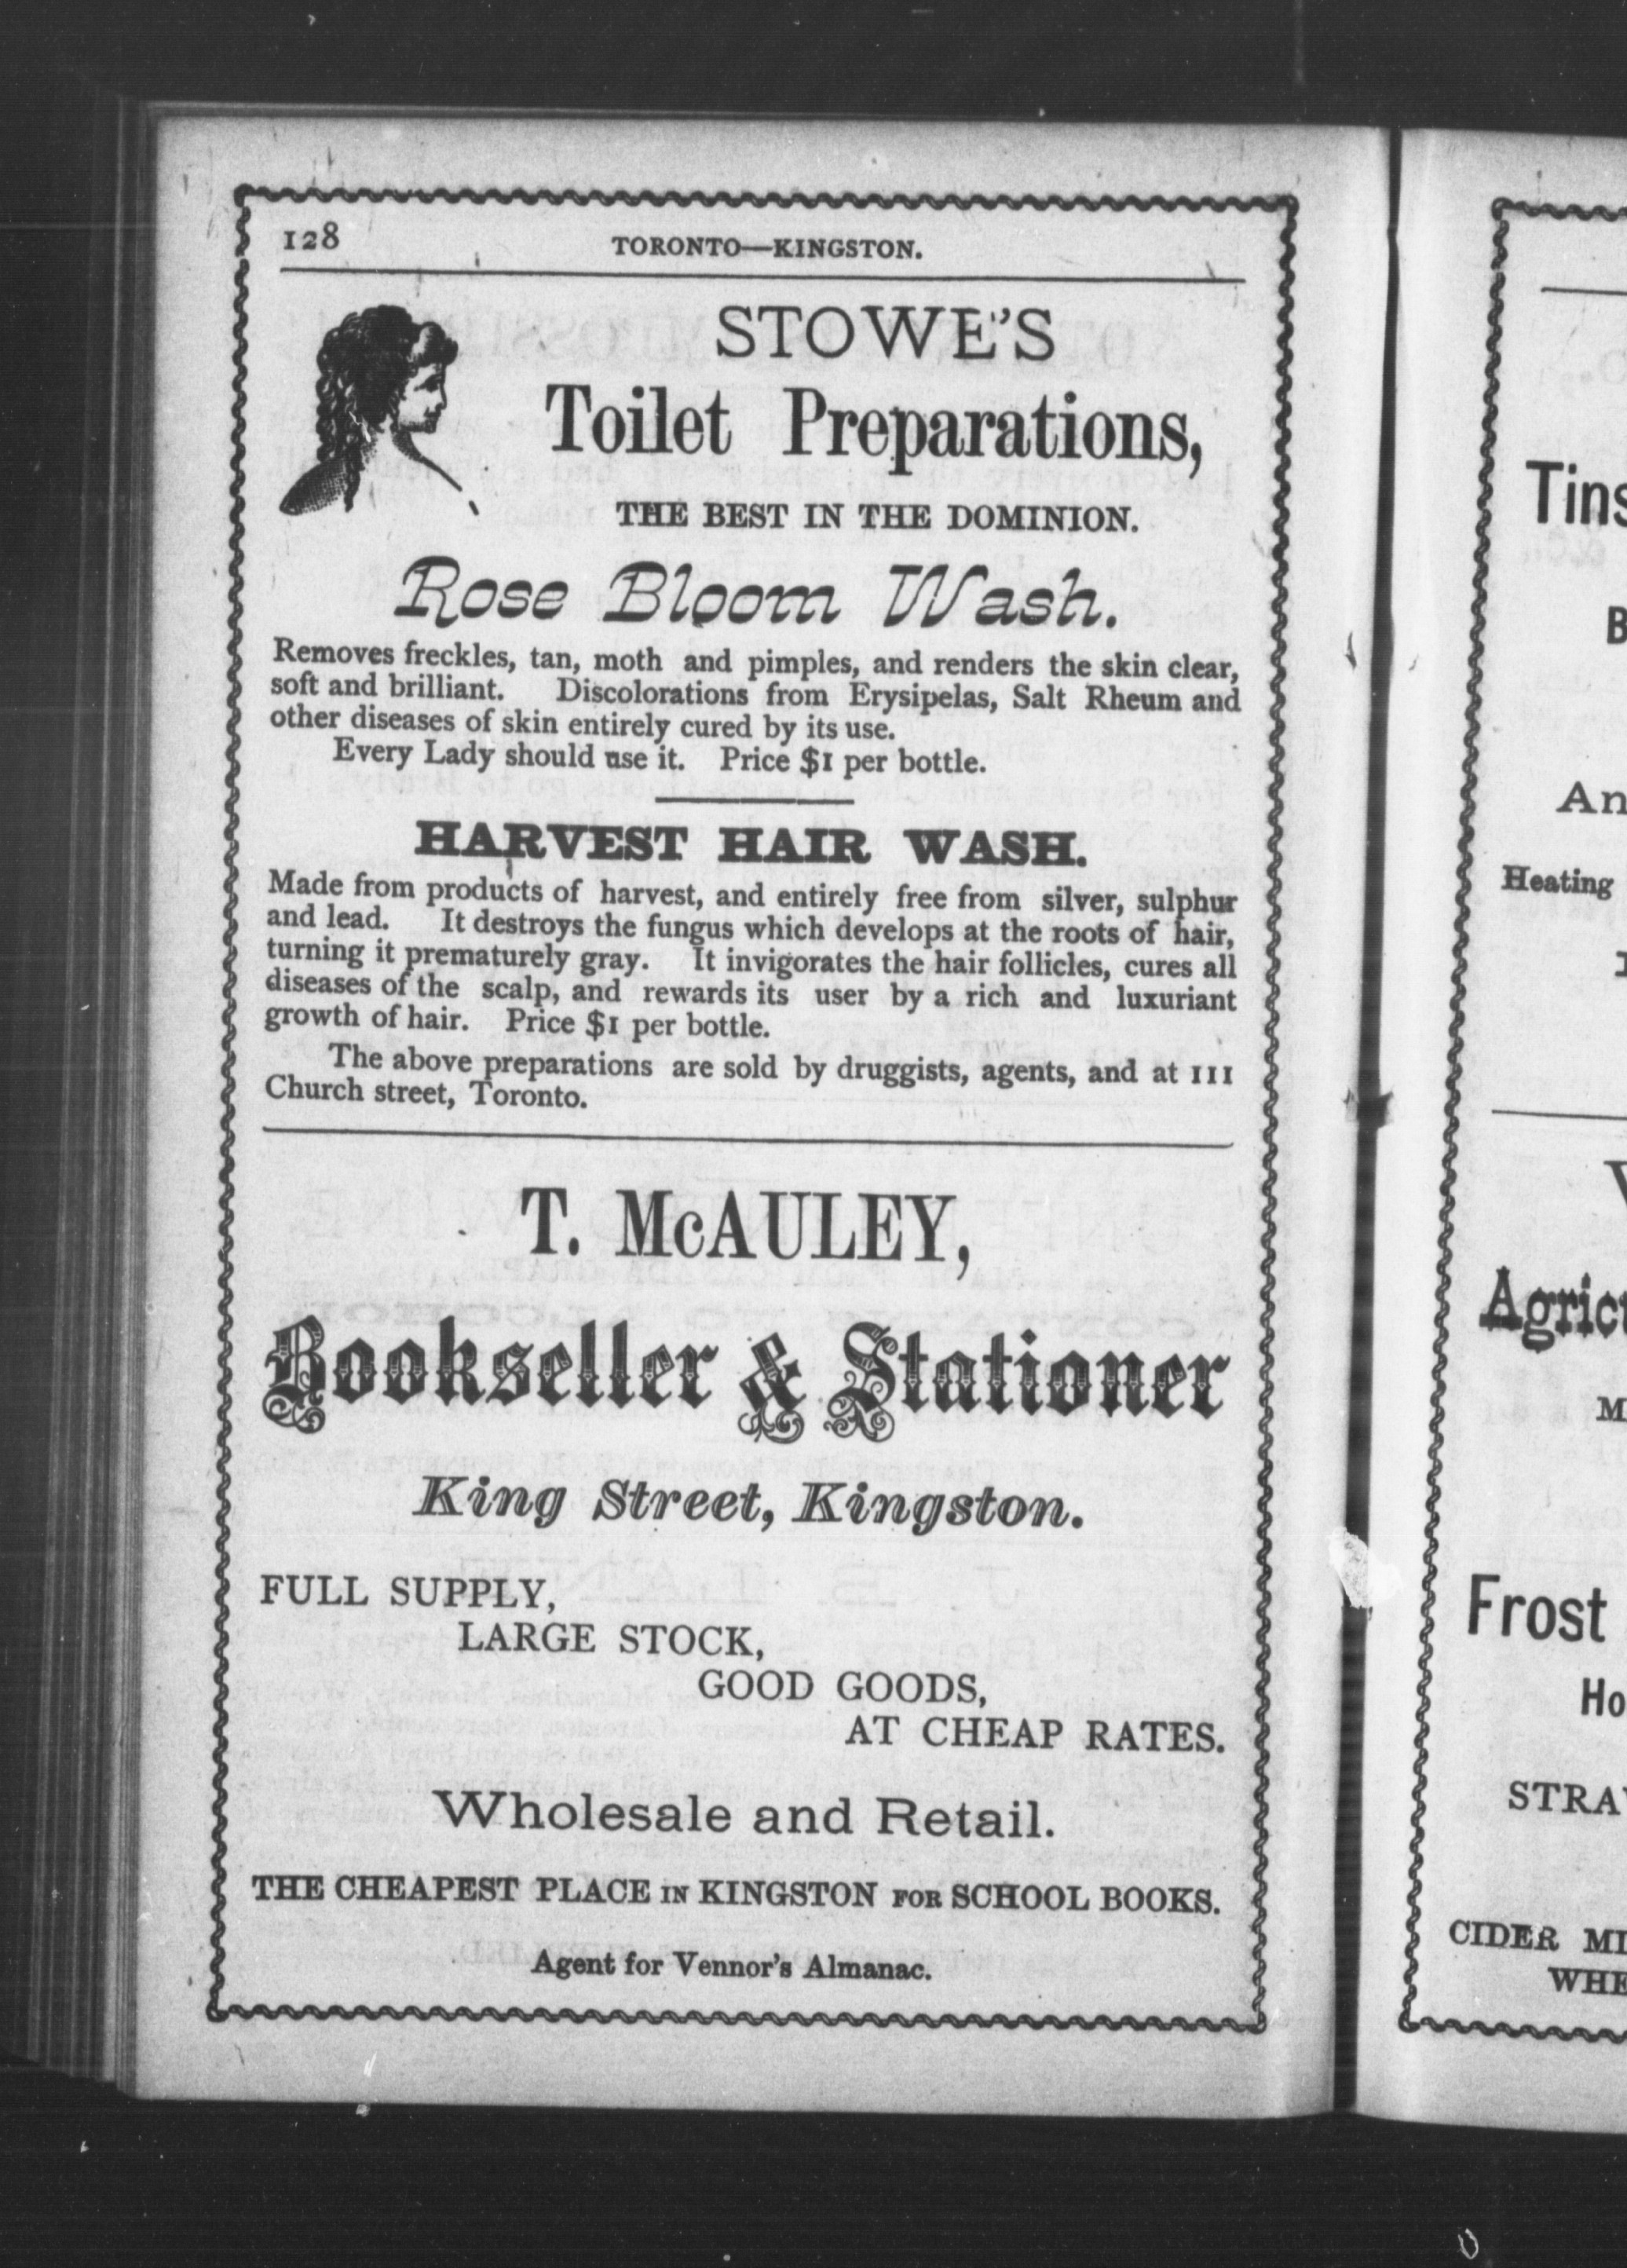 128
TORONTO—KINGSTON.
STOWE'S
Toilet Preparations,
THE BEST IN THE DOMINION.
Rose Bloom Wash.
Removes freckles, tan, moth and pimples, and renders the skin clear,
soft and brilliant. Discolorations from Erysipelas, Salt Rheum and
other diseases of skin entirely cured by its use.
Every Lady should use it. Price $1 per bottle.
HARVEST HAIR WASH.
Made from products of harvest, and entirely free from silver, sulphur
and lead. It destroys the fungus which develops at the roots of hair,
turning it prematurely gray. It invigorates the hair follicles, cures all
diseases of the scalp, and rewards its user by a rich and luxuriant
growth of hair. Price $1 per bottle.
The above preparations are sold by druggists, agents, and at 111
Church street, Toronto.
T. McAULEY,
Bookseller & Stationer
King Street, Kingston.
FULL SUPPLY,
LARGE STOCK,
GOOD GOODS,
AT CHEAP RATES.
Wholesale and Retail.
THE CHEAPEST PLACE IN KINGSTON FOR SCHOOL BOOKS.
Agent for Vennor's Almanac.
Tins
B
An
Heating
Agric
M
Frost
Ho
STRA
CIDER MI
WHE